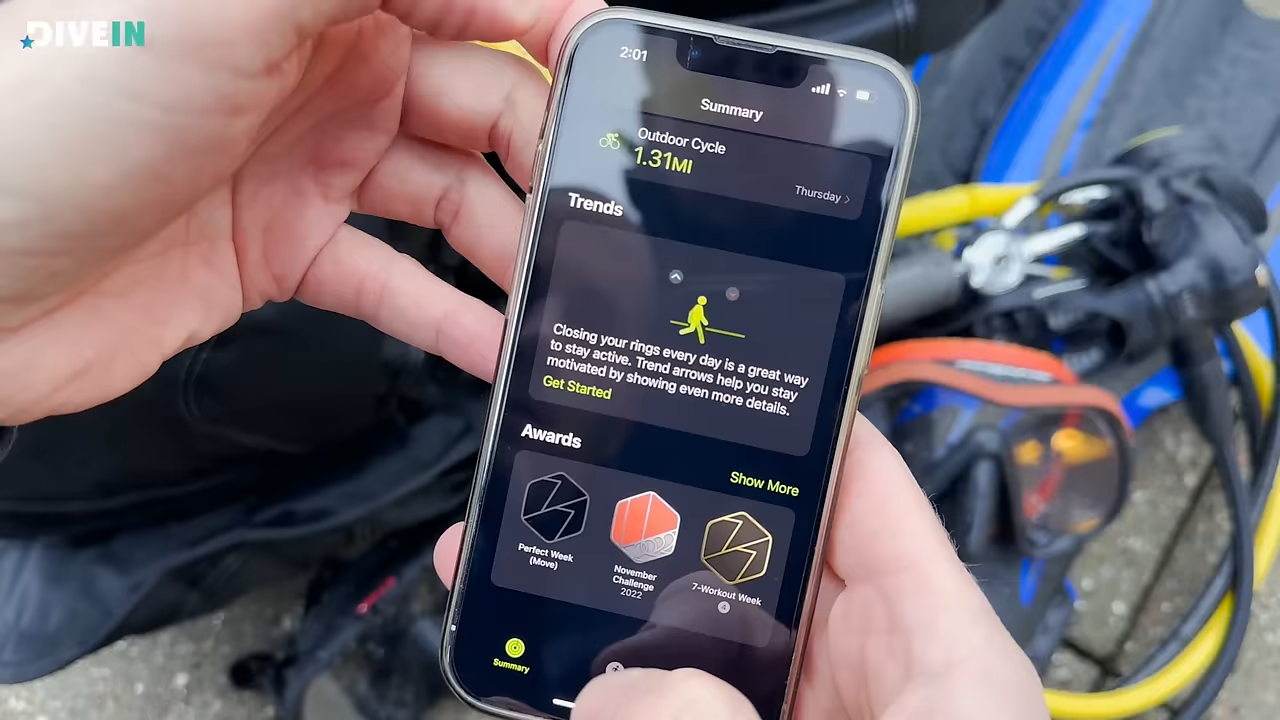 DIVEIN
2:01
Summary
Outdoor Cycle
1.31MI
Thursday
Trends
Closing your rings every day is a great way
to stay active. Trend arrows help you stay
motivated by showing even more details.
Get Started
Awards
Show More
Perfect Week
(Move)
November
Challenge
2022
7-Workout Week
4
Summary